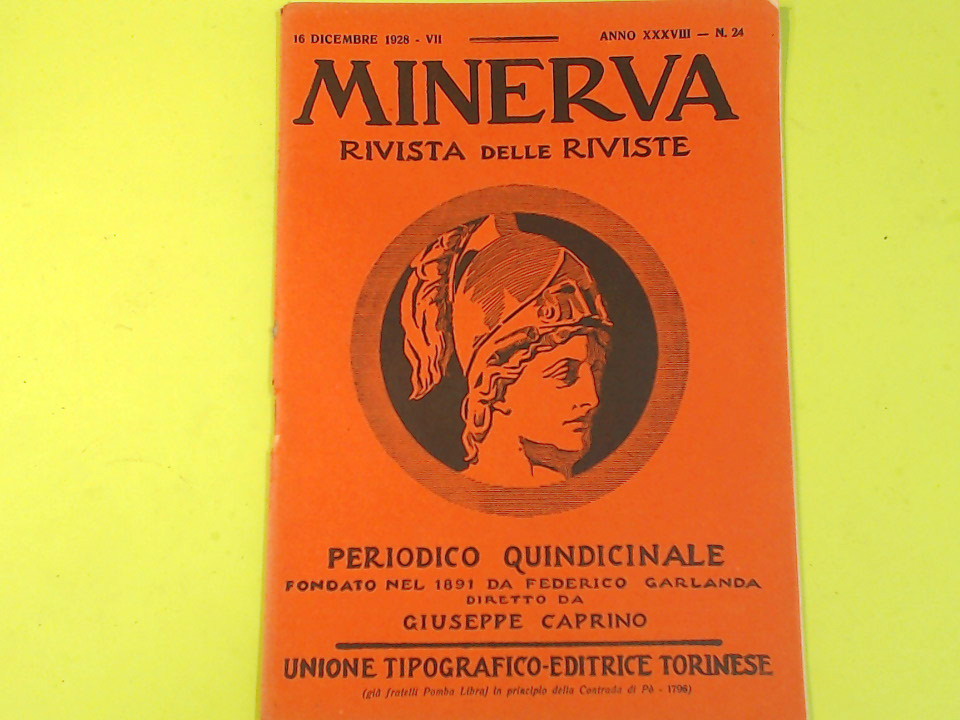 16 DICEMBRE 1928 - VII ANNO XXXVIII — N. 24
MINERVA
RIVISTA DELLE RIVISTE
PERIODICO QUINDICINALE
FONDATO NEL 1891 DA FEDERICO GARLANDA
DIRETTO DA
GIUSEPPE CAPRINO
UNIONE TIPOGRAFICO-EDITRICE TORINESE
(già fratelli Pomba Libraj in principio della Contrada di Pò - 1796)